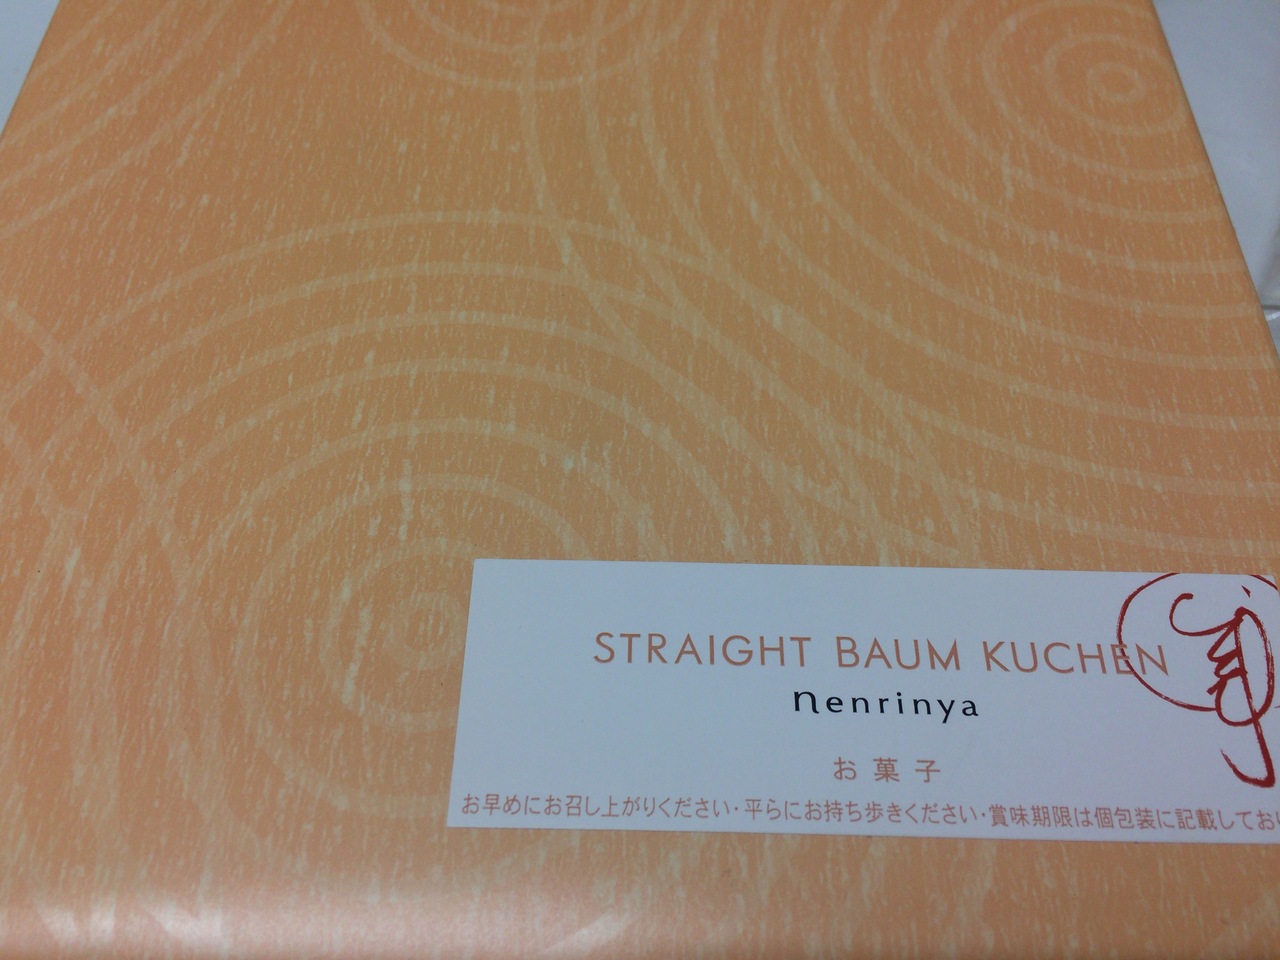 STRAIGHT BAUM KUCHEN
nenrinya
お菓子
お早めにお召し上がりください・平らにお持ち歩きください・賞味期限は個包装に記載してお